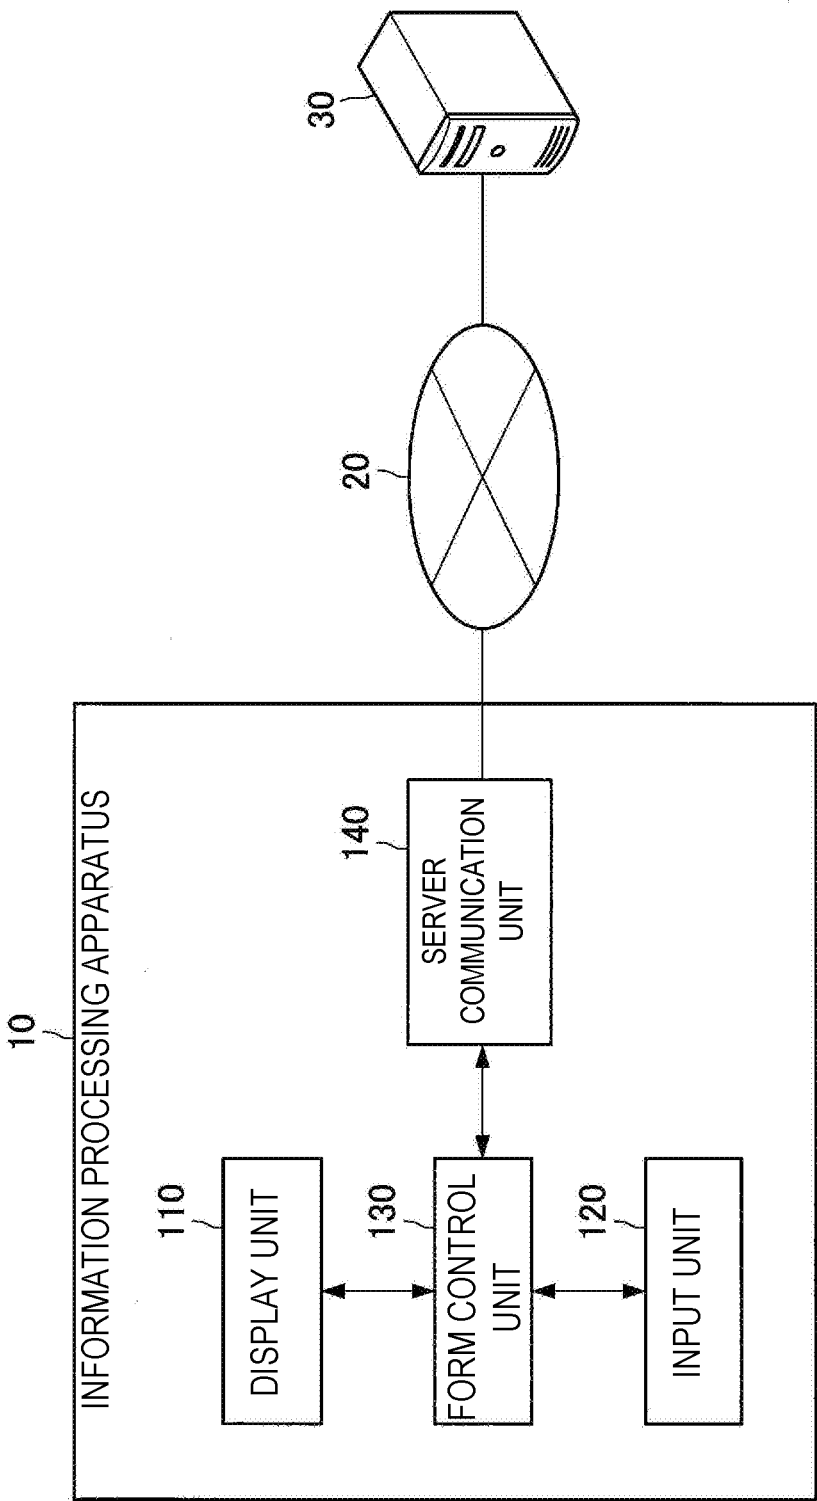 10
INFORMATION PROCESSING APPARATUS
110
DISPLAY UNIT
130
FORM CONTROL
UNIT
120
INPUT UNIT
140
SERVER
COMMUNICATION
UNIT
20
30